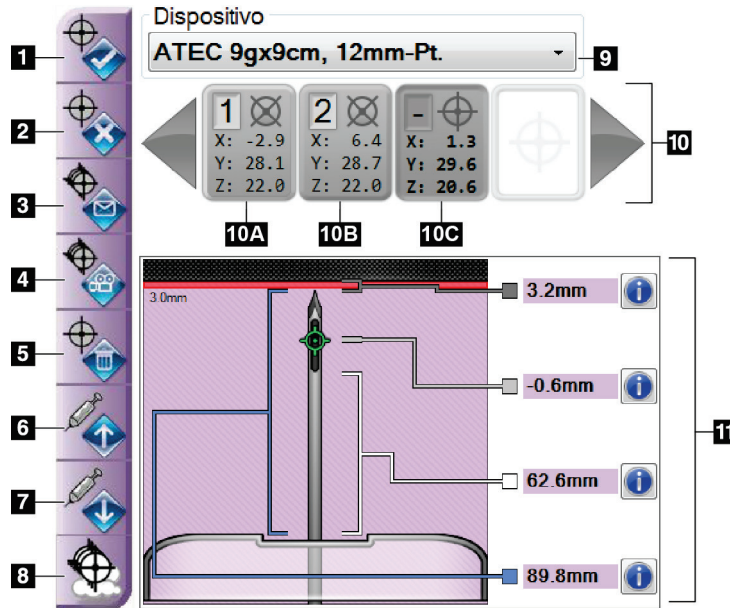 Dispositivo
ATEC 9gx9cm, 12mm-Pt.
1
2
3
4
5
6
7
8
9
10
1
X: -2.9
Y: 28.1
Z: 22.0
2
X: 6.4
Y: 28.7
Z: 22.0
-
X: 1.3
Y: 29.6
Z: 20.6
10A
10B
10C
3.0mm
3.2mm
-0.6mm
62.6mm
89.8mm
11